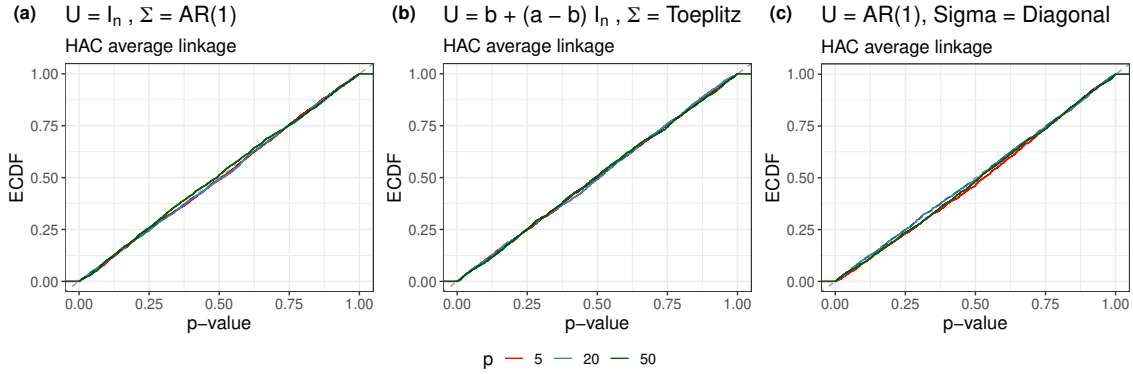 (a) U = Iₙ , Σ = AR(1)
HAC average linkage
1.00
0.75
0.50
0.25
0.00
ECDF
0.00 0.25 0.50 0.75 1.00
p−value
(b) U = b + (a − b) Iₙ , Σ = Toeplitz
HAC average linkage
1.00
0.75
0.50
0.25
0.00
ECDF
0.00 0.25 0.50 0.75 1.00
p−value
(c) U = AR(1), Sigma = Diagonal
HAC average linkage
1.00
0.75
0.50
0.25
0.00
ECDF
0.00 0.25 0.50 0.75 1.00
p−value
p 5 20 50